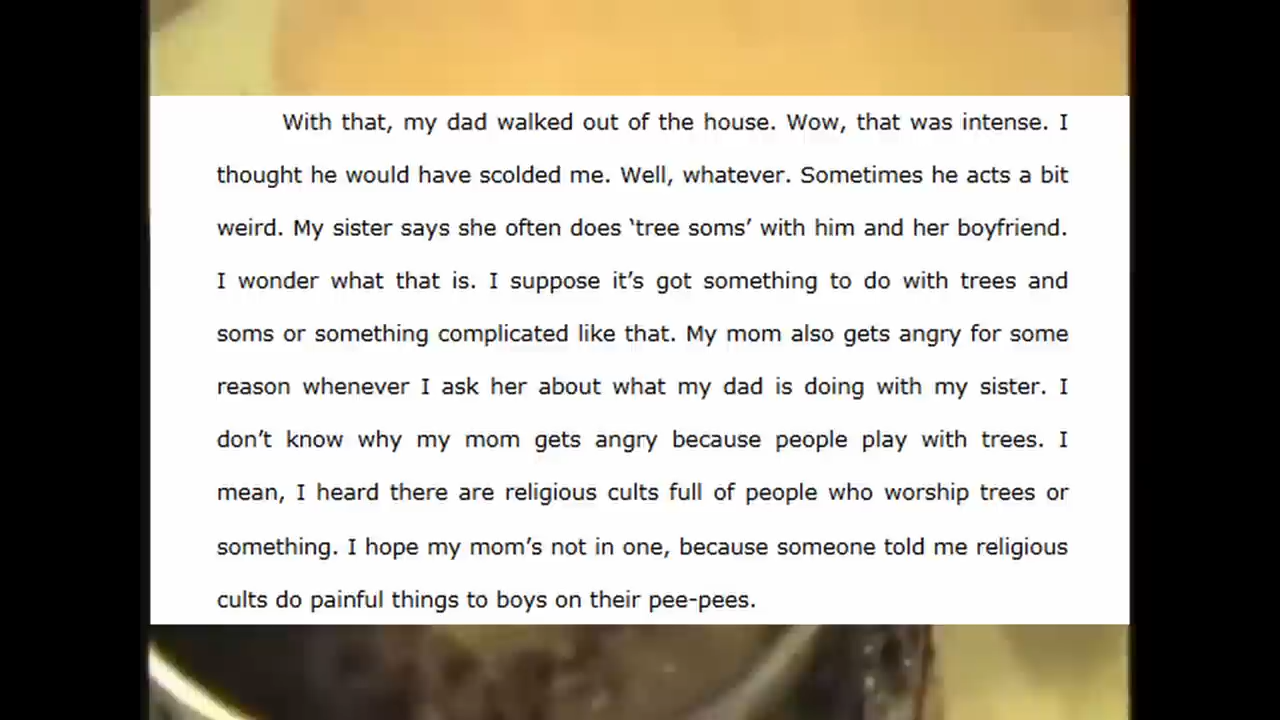 With that, my dad walked out of the house. Wow, that was intense. I
thought he would have scolded me. Well, whatever. Sometimes he acts a bit
weird. My sister says she often does ‘tree soms’ with him and her boyfriend.
I wonder what that is. I suppose it’s got something to do with trees and
soms or something complicated like that. My mom also gets angry for some
reason whenever I ask her about what my dad is doing with my sister. I
don’t know why my mom gets angry because people play with trees. I
mean, I heard there are religious cults full of people who worship trees or
something. I hope my mom’s not in one, because someone told me religious
cults do painful things to boys on their pee-pees.